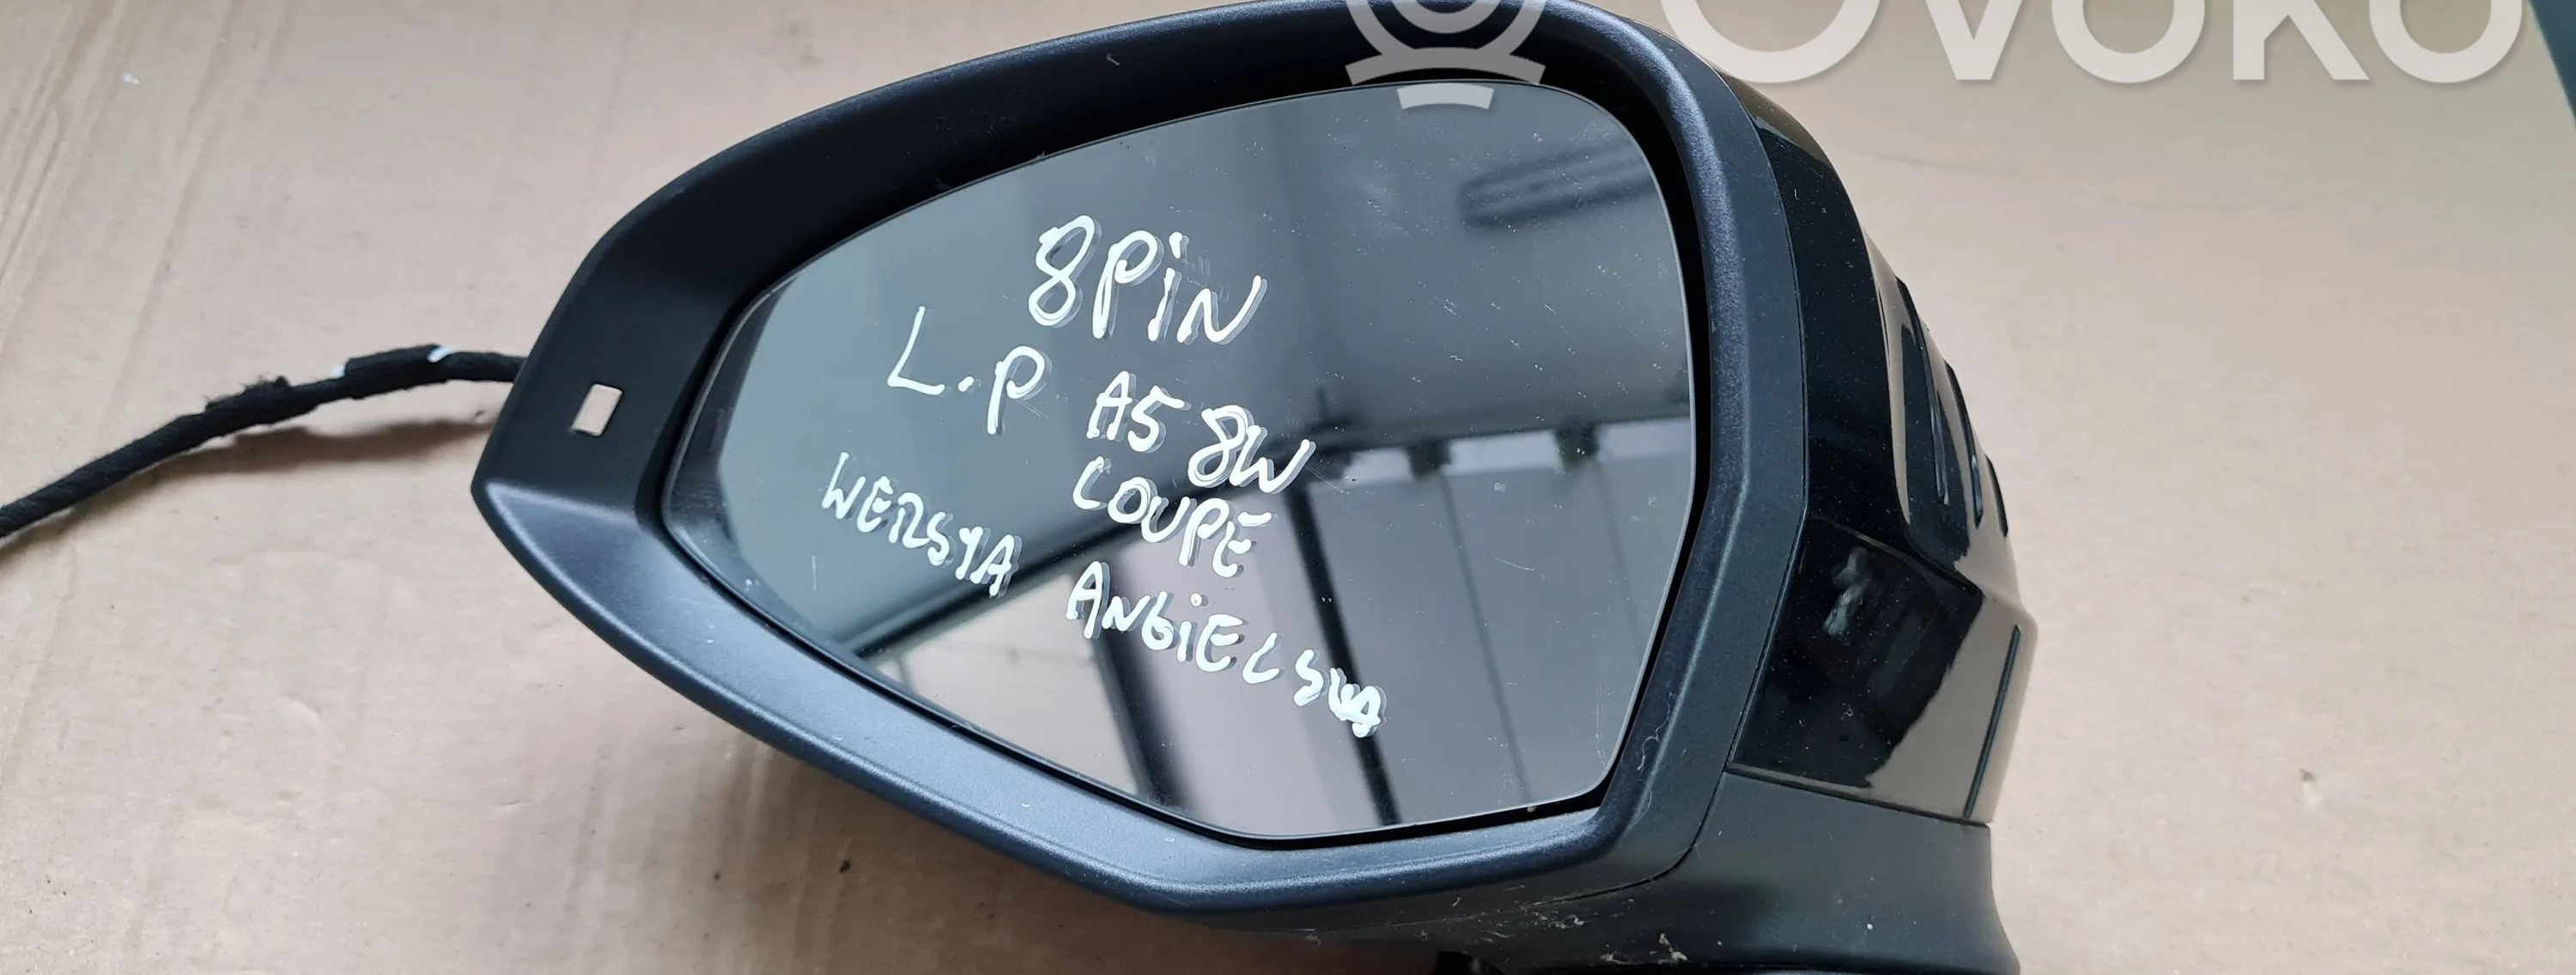 OVOKO
8PiN
L.P A5 8W
COUPE
WERSYA ANGiELSKA